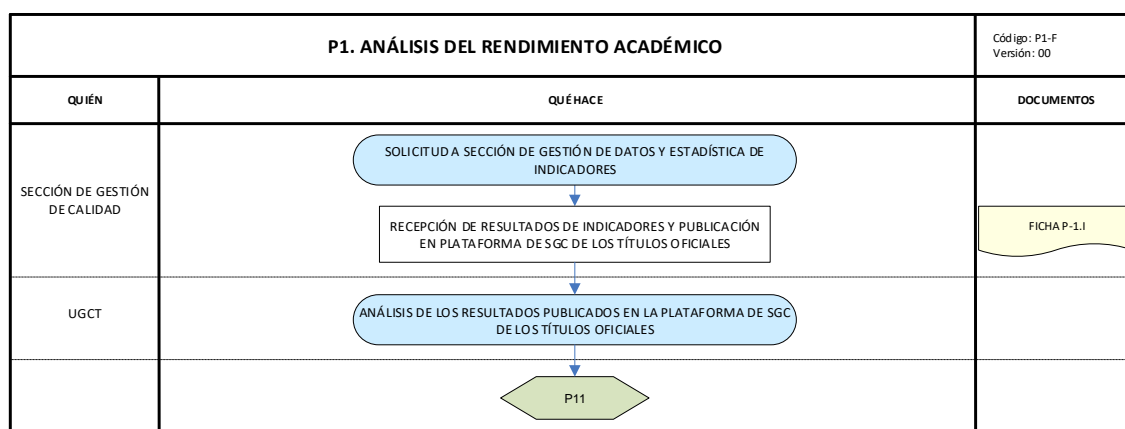 P1. ANÁLISIS DEL RENDIMIENTO ACADÉMICO
Código: P1-F
Versión: 00
QUIÉN
QUÉ HACE
DOCUMENTOS
SOLICITUD A SECCIÓN DE GESTIÓN DE DATOS Y ESTADÍSTICA DE
INDICADORES
SECCIÓN DE GESTIÓN
DE CALIDAD
RECEPCIÓN DE RESULTADOS DE INDICADORES Y PUBLICACIÓN
EN PLATAFORMA DE SGC DE LOS TÍTULOS OFICIALES
FICHA P-1.I
UGCT
ANÁLISIS DE LOS RESULTADOS PUBLICADOS EN LA PLATAFORMA DE SGC
DE LOS TÍTULOS OFICIALES
P11